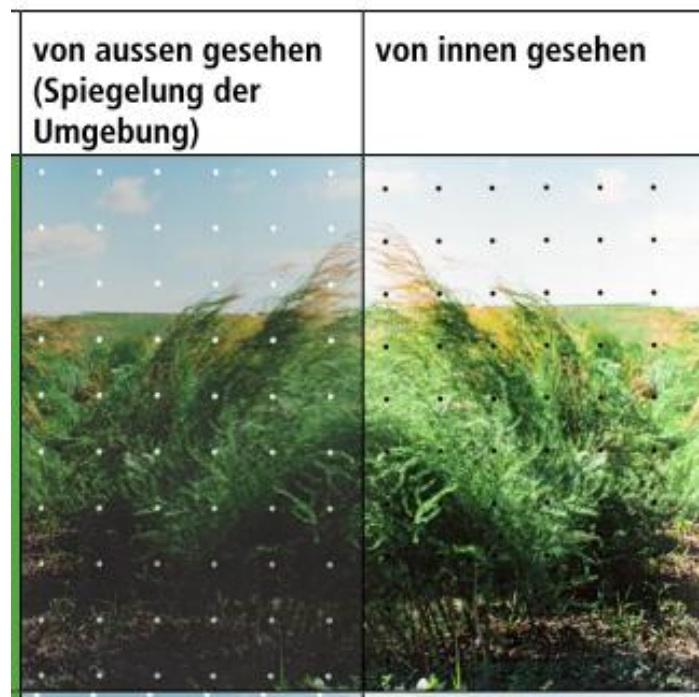 von aussen gesehen
(Spiegelung der
Umgebung)
von innen gesehen